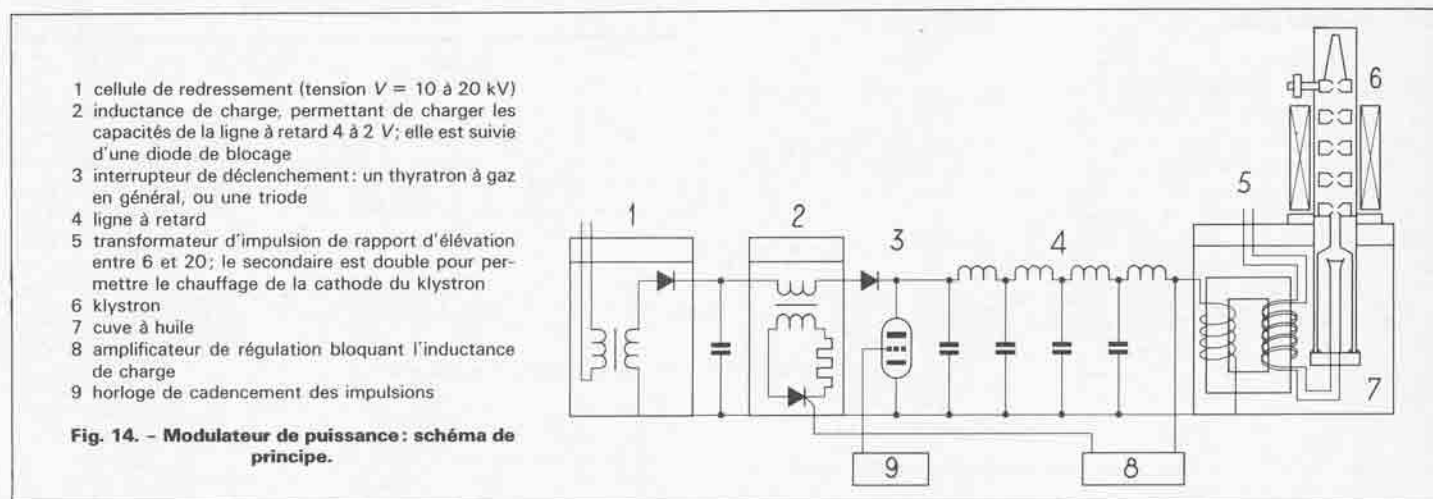 1 cellule de redressement (tension V = 10 à 20 kV)
2 inductance de charge, permettant de charger les
capacités de la ligne à retard 4 à 2 V; elle est suivie
d'une diode de blocage
3 interrupteur de déclenchement: un thyratron à gaz
en général, ou une triode
4 ligne à retard
5 transformateur d'impulsion de rapport d'élévation
entre 6 et 20; le secondaire est double pour per-
mettre le chauffage de la cathode du klystron
6 klystron
7 cuve à huile
8 amplificateur de régulation bloquant l'inductance
de charge
9 horloge de cadencement des impulsions
Fig. 14. – Modulateur de puissance: schéma de
principe.
1
2
3
4
5
6
7
9
8